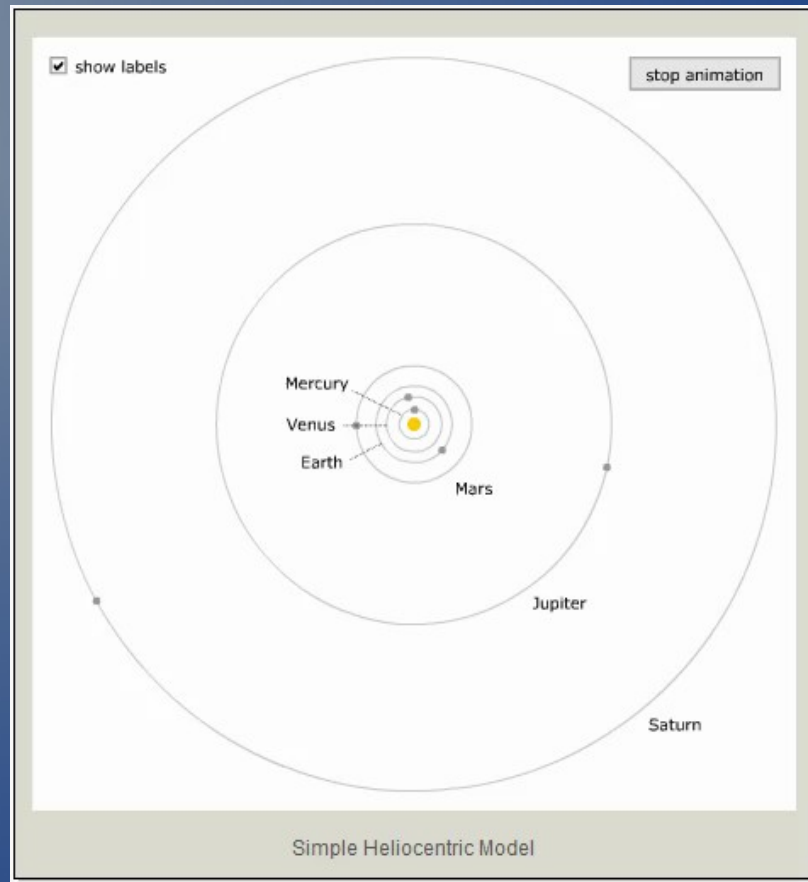 show labels
stop animation
Mercury
Venus
Earth
Mars
Jupiter
Saturn
Simple Heliocentric Model